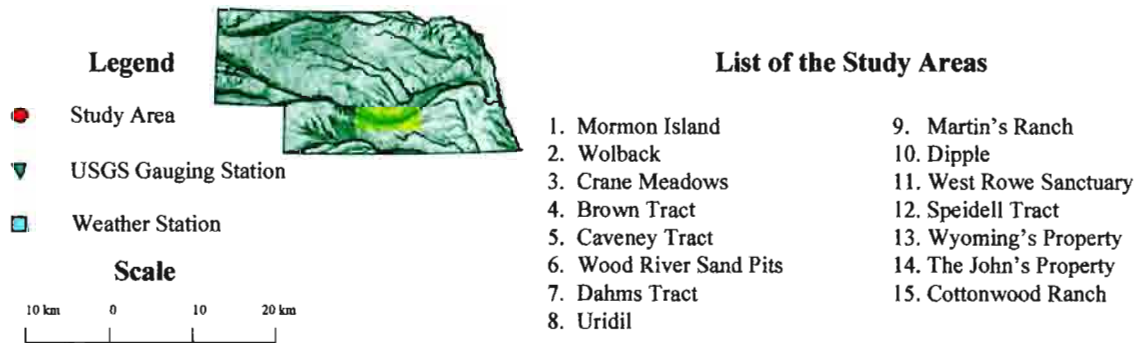 Legend
Study Area
USGS Gauging Station
Weather Station
Scale
10 km 0 10 20 km
List of the Study Areas
1. Mormon Island
2. Wolback
3. Crane Meadows
4. Brown Tract
5. Caveney Tract
6. Wood River Sand Pits
7. Dahms Tract
8. Uridil
9. Martin's Ranch
10. Dipple
11. West Rowe Sanctuary
12. Speidell Tract
13. Wyoming's Property
14. The John's Property
15. Cottonwood Ranch